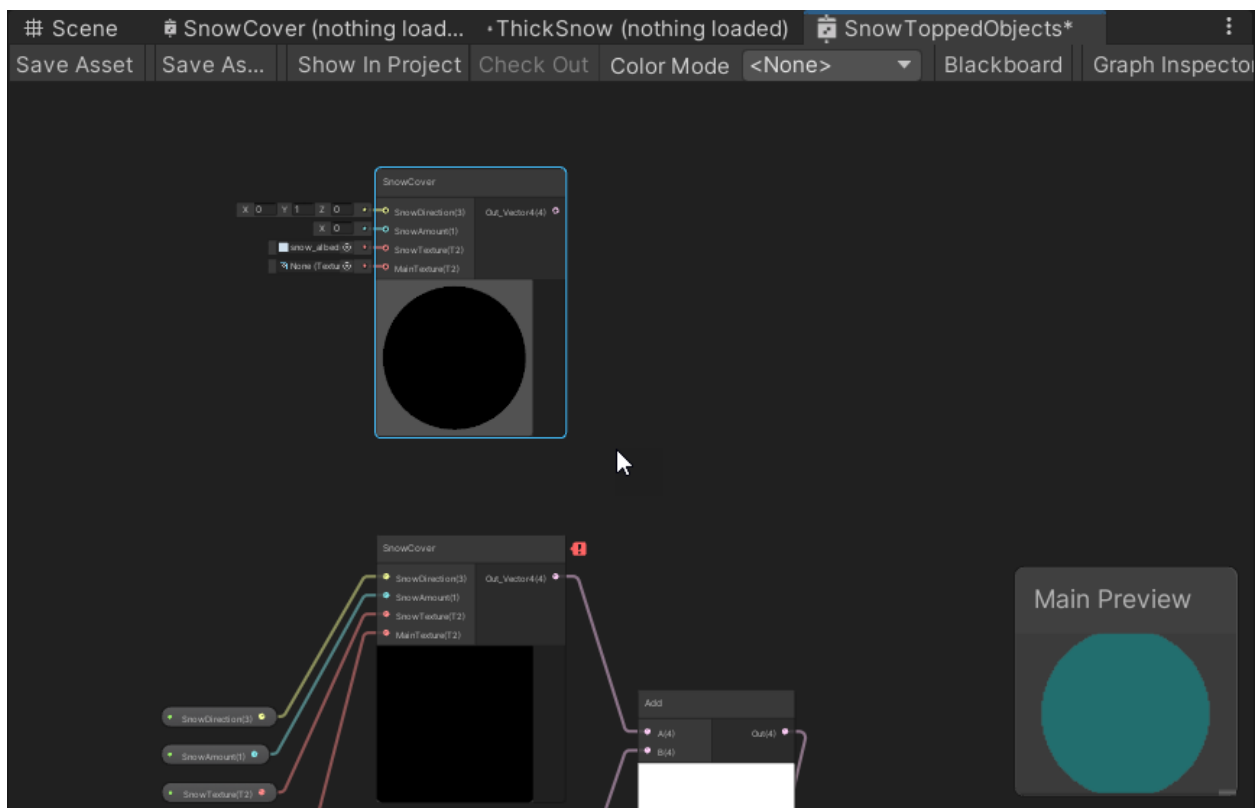 Scene SnowCover (nothing load... *ThickSnow (nothing loaded) SnowToppedObjects*
Save Asset Save As... Show In Project Check Out Color Mode <None> Blackboard Graph Inspecto
SnowCover
X 0 Y 1 Z 0 SnowDirection(3) Out_Vector4(4)
X 0 SnowAmount(1)
snow_albed SnowTexture(T2)
None (Textu MainTexture(T2)
SnowCover
SnowDirection(3) Out_Vector4(4)
SnowAmount(1)
SnowTexture(T2)
MainTexture(T2)
Main Preview
SnowDirection(3)
SnowAmount(1)
SnowTexture(T2)
Add
A(4) Out(4)
B(4)